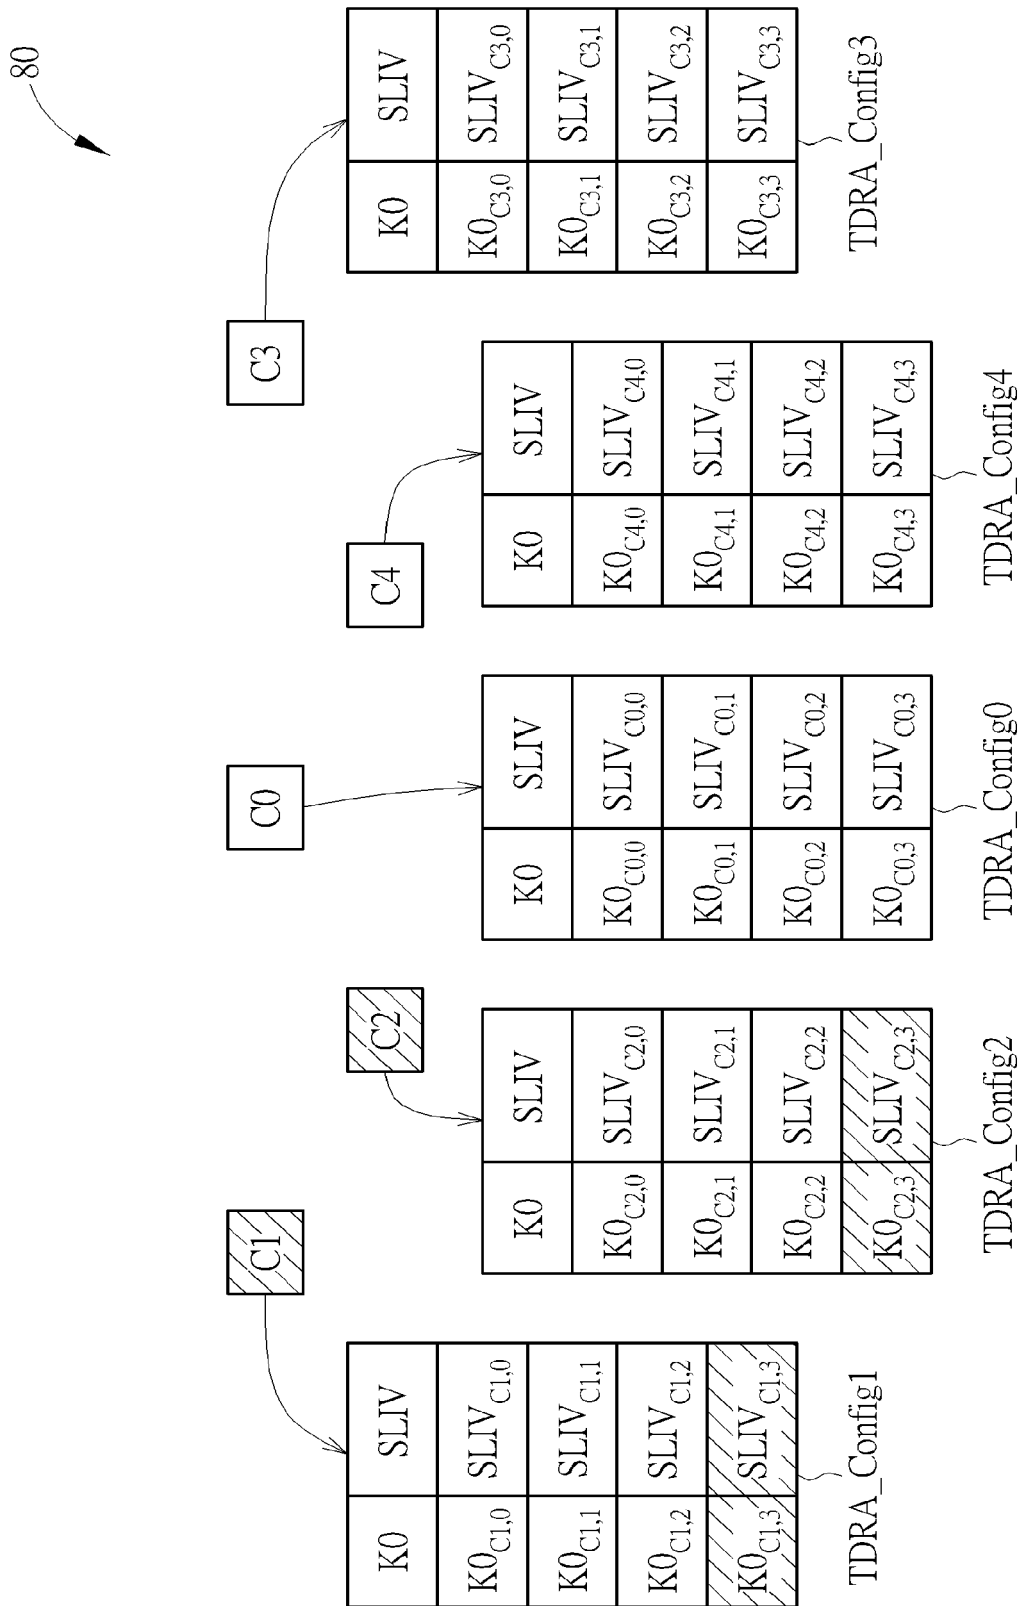 80
C1
K0 SLIV
K0C1,0 SLIVC1,0
K0C1,1 SLIVC1,1
K0C1,2 SLIVC1,2
K0C1,3 SLIVC1,3
TDRA_Config1
C2
K0 SLIV
K0C2,0 SLIVC2,0
K0C2,1 SLIVC2,1
K0C2,2 SLIVC2,2
K0C2,3 SLIVC2,3
TDRA_Config2
C0
K0 SLIV
K0C0,0 SLIVC0,0
K0C0,1 SLIVC0,1
K0C0,2 SLIVC0,2
K0C0,3 SLIVC0,3
TDRA_Config0
C4
K0 SLIV
K0C4,0 SLIVC4,0
K0C4,1 SLIVC4,1
K0C4,2 SLIVC4,2
K0C4,3 SLIVC4,3
TDRA_Config4
C3
K0 SLIV
K0C3,0 SLIVC3,0
K0C3,1 SLIVC3,1
K0C3,2 SLIVC3,2
K0C3,3 SLIVC3,3
TDRA_Config3